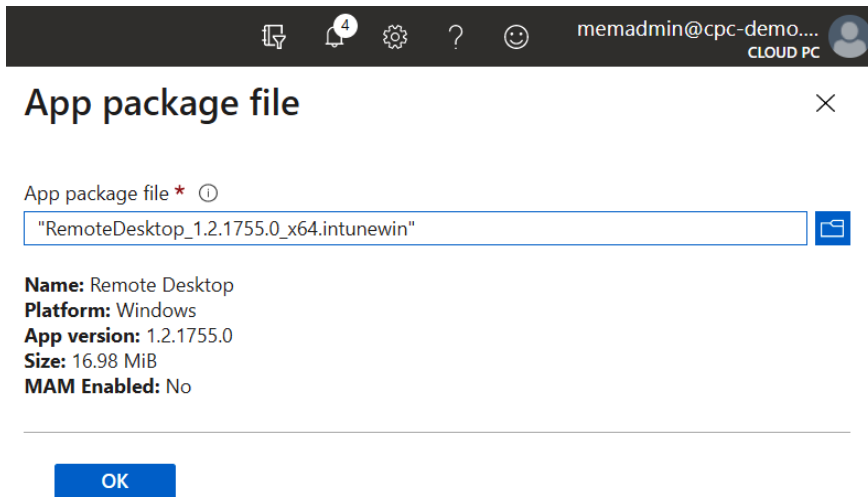 4
?
memadmin@cpc-demo....
CLOUD PC
App package file
App package file *
"RemoteDesktop_1.2.1755.0_x64.intunewin"
Name: Remote Desktop
Platform: Windows
App version: 1.2.1755.0
Size: 16.98 MiB
MAM Enabled: No
OK